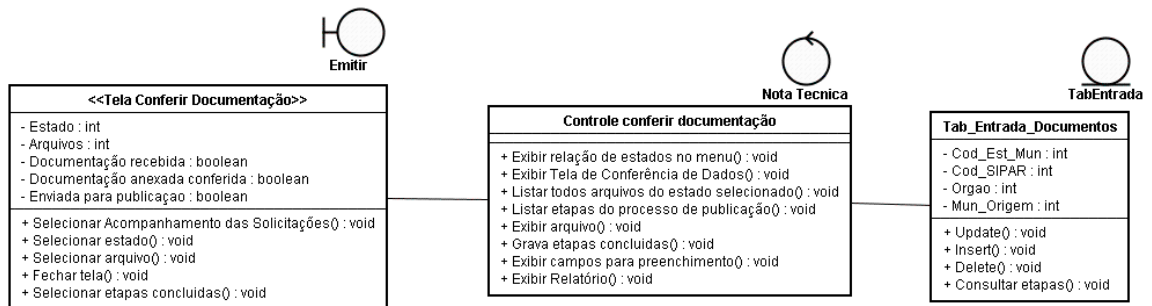 Emitir
<<Tela Conferir Documentação>>
- Estado : int
- Arquivos : int
- Documentação recebida : boolean
- Documentação anexada conferida : boolean
- Enviada para publicaçao : boolean
+ Selecionar Acompanhamento das Solicitações() : void
+ Selecionar estado() : void
+ Selecionar arquivo() : void
+ Fechar tela() : void
+ Selecionar etapas concluidas() : void
Nota Tecnica
Controle conferir documentação
+ Exibir relação de estados no menu() : void
+ Exibir Tela de Conferência de Dados() : void
+ Listar todos arquivos do estado selecionado() : void
+ Listar etapas do processo de publicação() : void
+ Exibir arquivo() : void
+ Grava etapas concluidas() : void
+ Exibir campos para preenchimento() : void
+ Exibir Relatório() : void
TabEntrada
Tab_Entrada_Documentos
- Cod_Est_Mun : int
- Cod_SIPAR : int
- Orgao : int
- Mun_Origem : int
+ Update() : void
+ Insert() : void
+ Delete() : void
+ Consultar etapas() : void